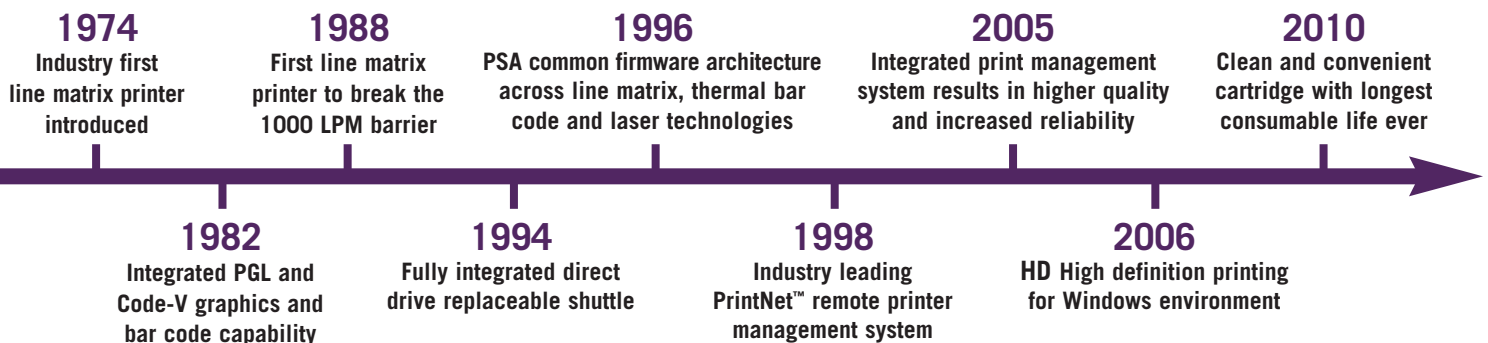 1974
Industry first
line matrix printer
introduced
1982
Integrated PGL and
Code-V graphics and
bar code capability
1988
First line matrix
printer to break the
1000 LPM barrier
1994
Fully integrated direct
drive replaceable shuttle
1996
PSA common firmware architecture
across line matrix, thermal bar
code and laser technologies
1998
Industry leading
PrintNet™ remote printer
management system
2005
Integrated print management
system results in higher quality
and increased reliability
2006
HD High definition printing
for Windows environment
2010
Clean and convenient
cartridge with longest
consumable life ever